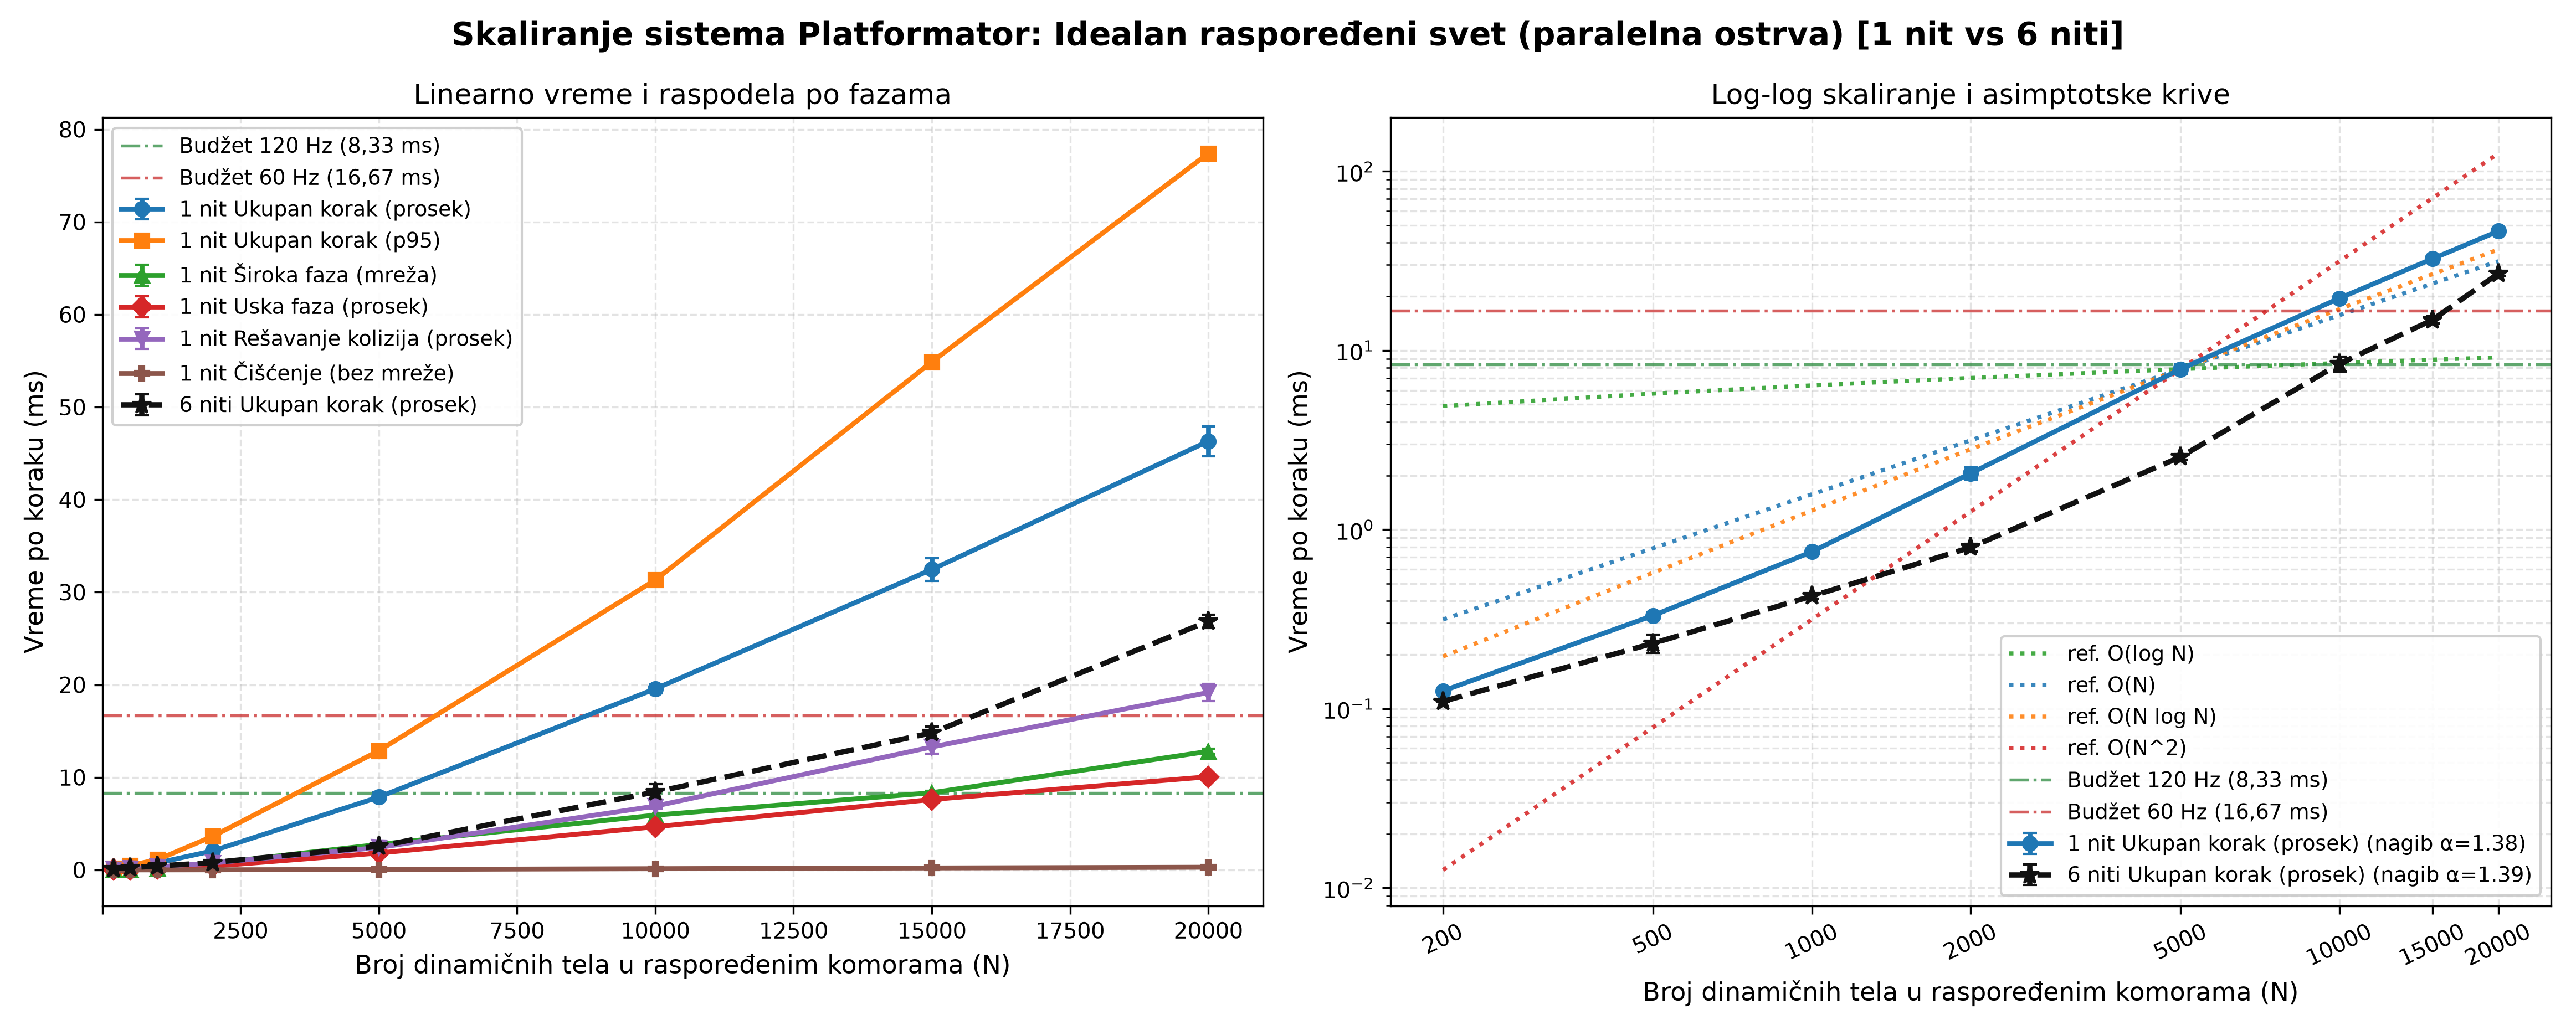 Skaliranje sistema Platformator: Idealan raspoređeni svet (paralelna ostrva) [1 nit vs 6 niti]
Linearno vreme i raspodela po fazama
Vreme po koraku (ms)
80
70
60
50
40
30
20
10
0
Budžet 120 Hz (8,33 ms)
Budžet 60 Hz (16,67 ms)
1 nit Ukupan korak (prosek)
1 nit Ukupan korak (p95)
1 nit Široka faza (mreža)
1 nit Uska faza (prosek)
1 nit Rešavanje kolizija (prosek)
1 nit Čišćenje (bez mreže)
6 niti Ukupan korak (prosek)
2500 5000 7500 10000 12500 15000 17500 20000
Broj dinamičnih tela u raspoređenim komorama (N)
Log-log skaliranje i asimptotske krive
Vreme po koraku (ms)
10²
10¹
10⁰
10⁻¹
10⁻²
ref. O(log N)
ref. O(N)
ref. O(N log N)
ref. O(N^2)
Budžet 120 Hz (8,33 ms)
Budžet 60 Hz (16,67 ms)
1 nit Ukupan korak (prosek) (nagib α=1.38)
6 niti Ukupan korak (prosek) (nagib α=1.39)
200 500 1000 2000 5000 10000 15000 20000
Broj dinamičnih tela u raspoređenim komorama (N)